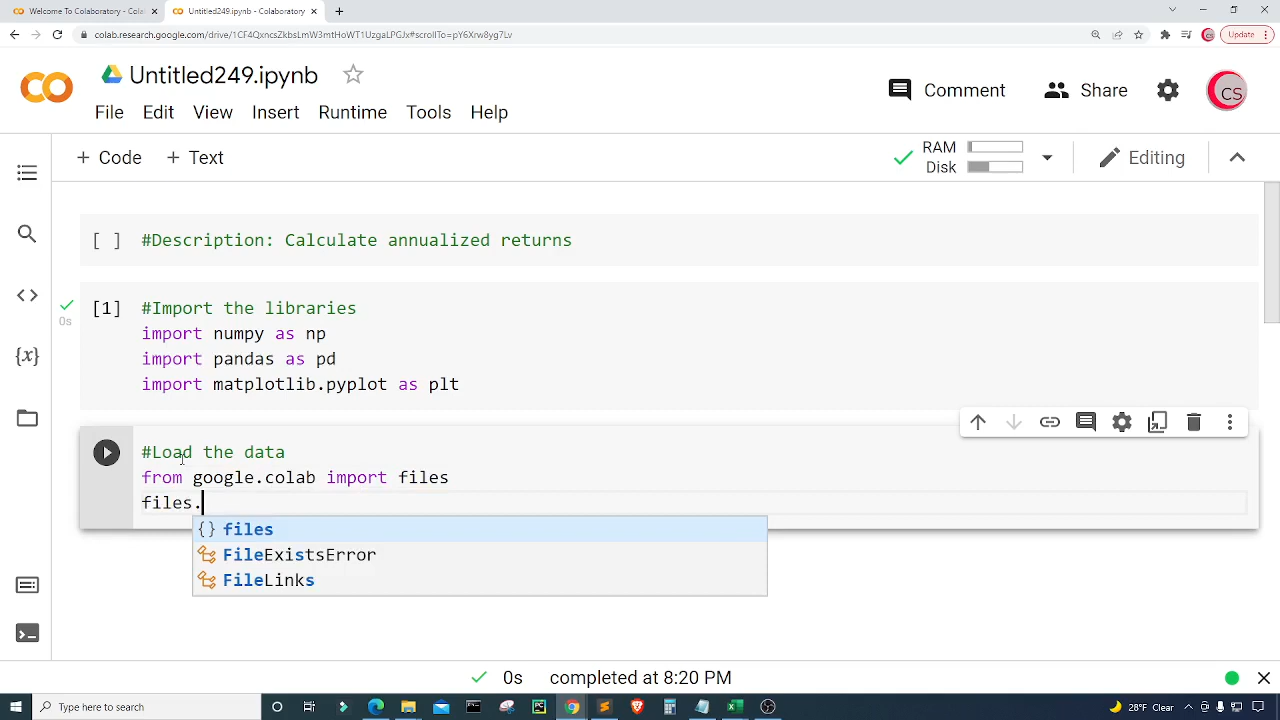 Welcome To Colaboratory - Colal
Untitled249.ipynb - Colaboratory
colab.research.google.com/drive/1CF4QxncsZkbsLmW3mtHoWT1UzgaLPGJx#scrollTo=pY6Xrw8yg7Lv
Update
Untitled249.ipynb
File Edit View Insert Runtime Tools Help
Comment
Share
CS
+ Code
+ Text
RAM
Disk
Editing
[ ] #Description: Calculate annualized returns
[1] #Import the libraries
0s
import numpy as np
import pandas as pd
import matplotlib.pyplot as plt
#Load the data
from google.colab import files
files.
{} files
FileExistsError
FileLinks
{x}
0s completed at 8:20 PM
Type here to search
28°F Clear